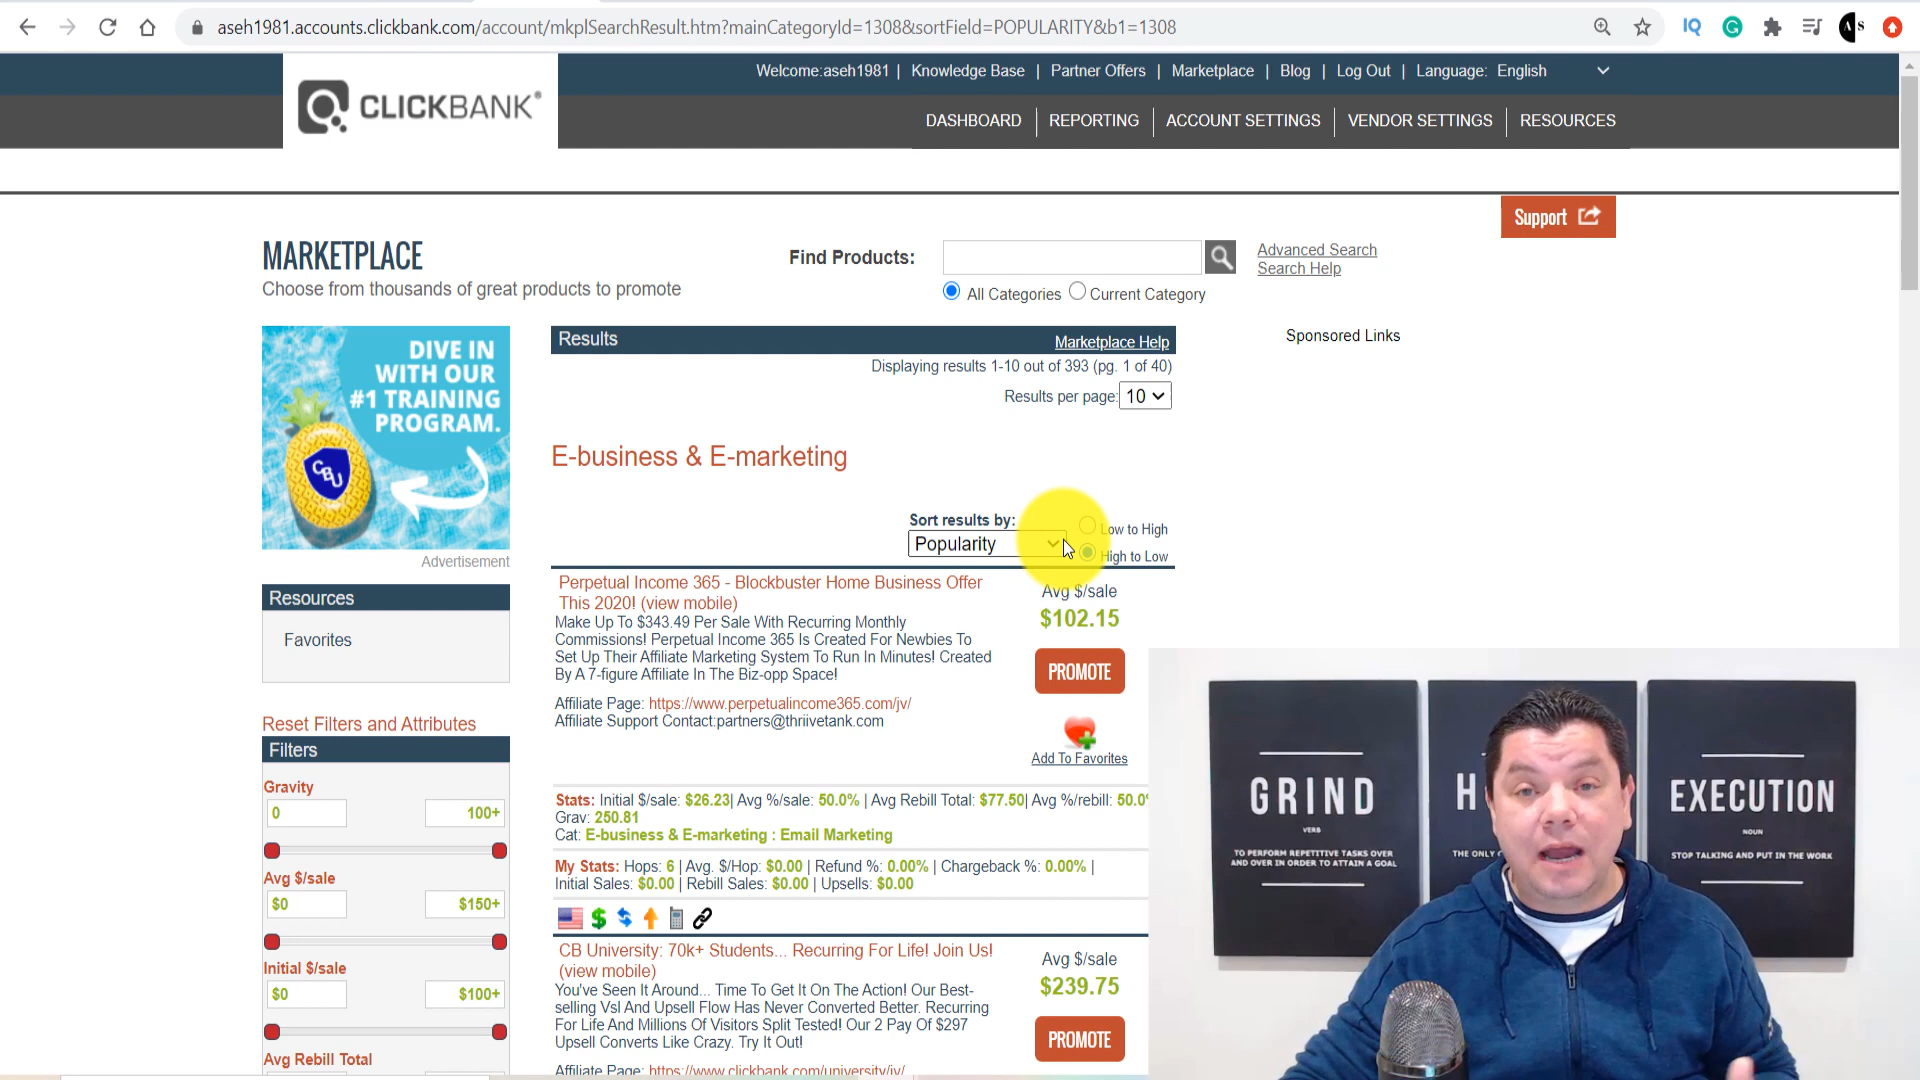 aseh1981.accounts.clickbank.com/account/mkplSearchResult.htm?mainCategoryId=1308&sortField=POPULARITY&b1=1308
Welcome:aseh1981 | Knowledge Base | Partner Offers | Marketplace | Blog | Log Out | Language: English
CLICKBANK®
DASHBOARD | REPORTING | ACCOUNT SETTINGS | VENDOR SETTINGS | RESOURCES
Support
MARKETPLACE
Choose from thousands of great products to promote
Find Products:
Advanced Search
Search Help
All Categories Current Category
DIVE IN
WITH OUR
#1 TRAINING
PROGRAM.
CBU
Advertisement
Resources
Favorites
Reset Filters and Attributes
Filters
Gravity
0 100+
Avg $/sale
$0 $150+
Initial $/sale
$0 $100+
Avg Rebill Total
Results
Marketplace Help
Displaying results 1-10 out of 393 (pg. 1 of 40)
Results per page: 10
E-business & E-marketing
Sort results by:
Popularity
Low to High
High to Low
Perpetual Income 365 - Blockbuster Home Business Offer
This 2020! (view mobile)
Make Up To $343.49 Per Sale With Recurring Monthly
Commissions! Perpetual Income 365 Is Created For Newbies To
Set Up Their Affiliate Marketing System To Run In Minutes! Created
By A 7-figure Affiliate In The Biz-opp Space!
Affiliate Page: https://www.perpetualincome365.com/jv/
Affiliate Support Contact:partners@thriivetank.com
Avg $/sale
$102.15
PROMOTE
Add To Favorites
Stats: Initial $/sale: $26.23| Avg %/sale: 50.0% | Avg Rebill Total: $77.50| Avg %/rebill: 50.0%
Grav: 250.81
Cat: E-business & E-marketing : Email Marketing
My Stats: Hops: 6 | Avg. $/Hop: $0.00 | Refund %: 0.00% | Chargeback %: 0.00% |
Initial Sales: $0.00 | Rebill Sales: $0.00 | Upsells: $0.00
CB University: 70k+ Students... Recurring For Life! Join Us!
(view mobile)
You've Seen It Around... Time To Get It On The Action! Our Best-
selling Vsl And Upsell Flow Has Never Converted Better. Recurring
For Life And Millions Of Visitors Split Tested! Our 2 Pay Of $297
Upsell Converts Like Crazy. Try It Out!
Affiliate Page: https://www.clickbank.com/university/jv/
Avg $/sale
$239.75
PROMOTE
Sponsored Links
GRIND
VERB
TO PERFORM REPETITIVE TASKS OVER
AND OVER IN ORDER TO ATTAIN A GOAL
H
THE ONLY
EXECUTION
NOUN
STOP TALKING AND PUT IN THE WORK